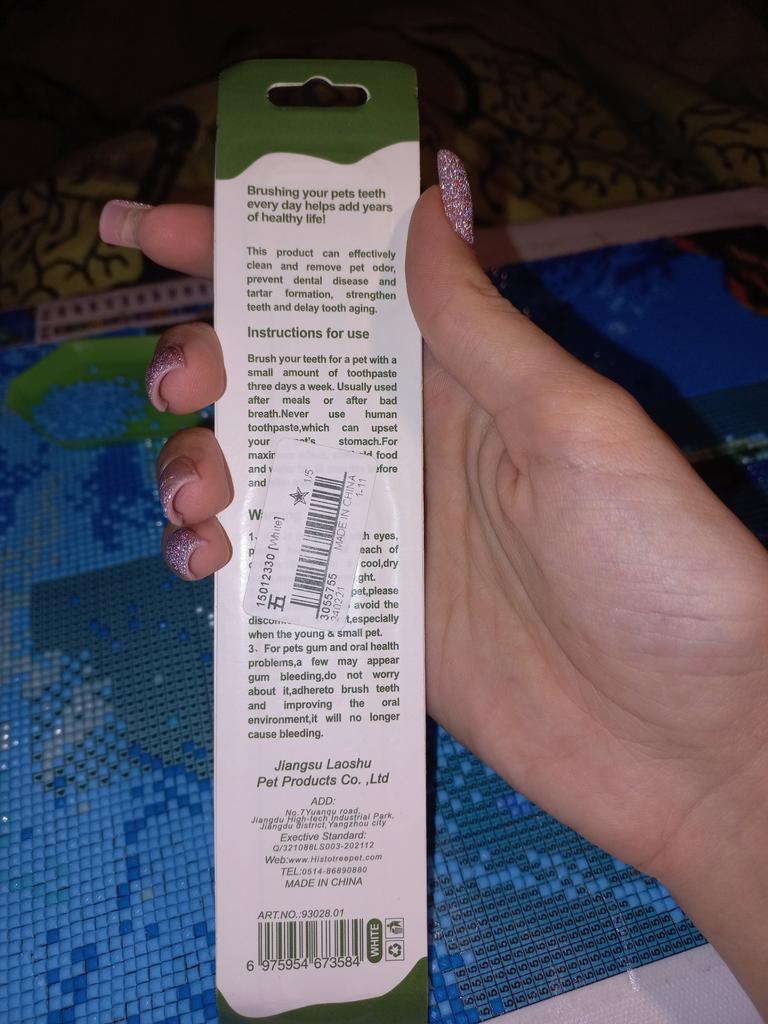 Brushing your pets teeth
every day helps add years
of healthy life!
This product can effectively
clean and remove pet odor,
prevent dental disease and
tartar formation, strengthen
teeth and delay tooth aging.
Instructions for use
Brush your teeth for a pet with a
small amount of toothpaste
three days a week. Usually used
after meals or after bad
breath.Never use human
toothpaste,which can upset
your stomach.For
food
and
and
eyes,
of
cool,dry
pet,please
avoid the
especially
when the young & small pet.
3、For pets gum and oral health
problems,a few may appear
gum bleeding,do not worry
about it,adhereto brush teeth
and improving the oral
environment,it will no longer
cause bleeding.
15012330 [White]
五
1/5
3055755
240221
MADE IN CHINA
1-11
Jiangsu Laoshu
Pet Products Co. ,Ltd
ADD:
No.7Yuanqu road,
Jiangdu High-tech Industrial Park,
Jiangdu district,Yangzhou city
Exective Standard:
Q/321088LS003-202112
Web:www.Histotreepet.com
TEL:0514-86890880
MADE IN CHINA
ART.NO.:93028.01
WHITE
6 975954 673584